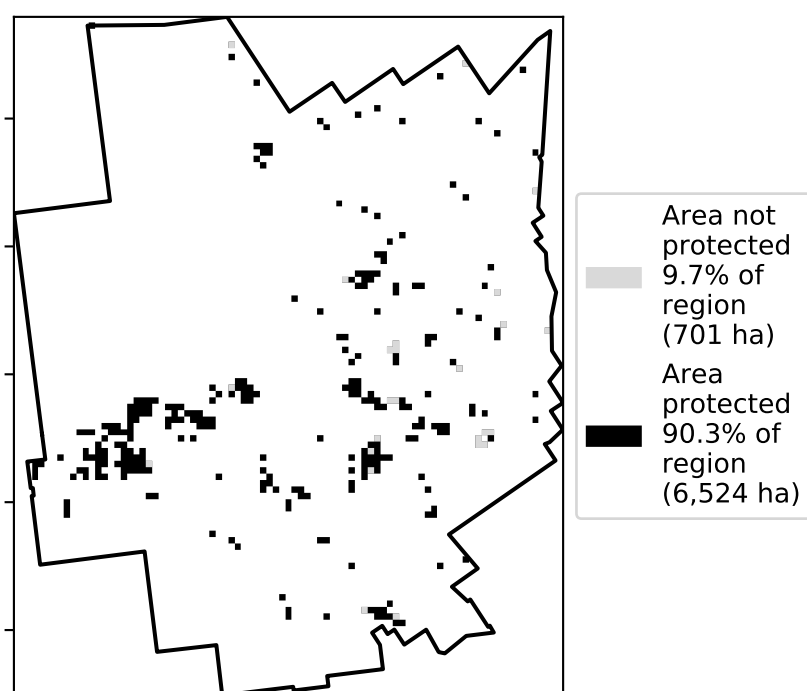 Area not
protected
9.7% of
region
(701 ha)
Area
protected
90.3% of
region
(6,524 ha)